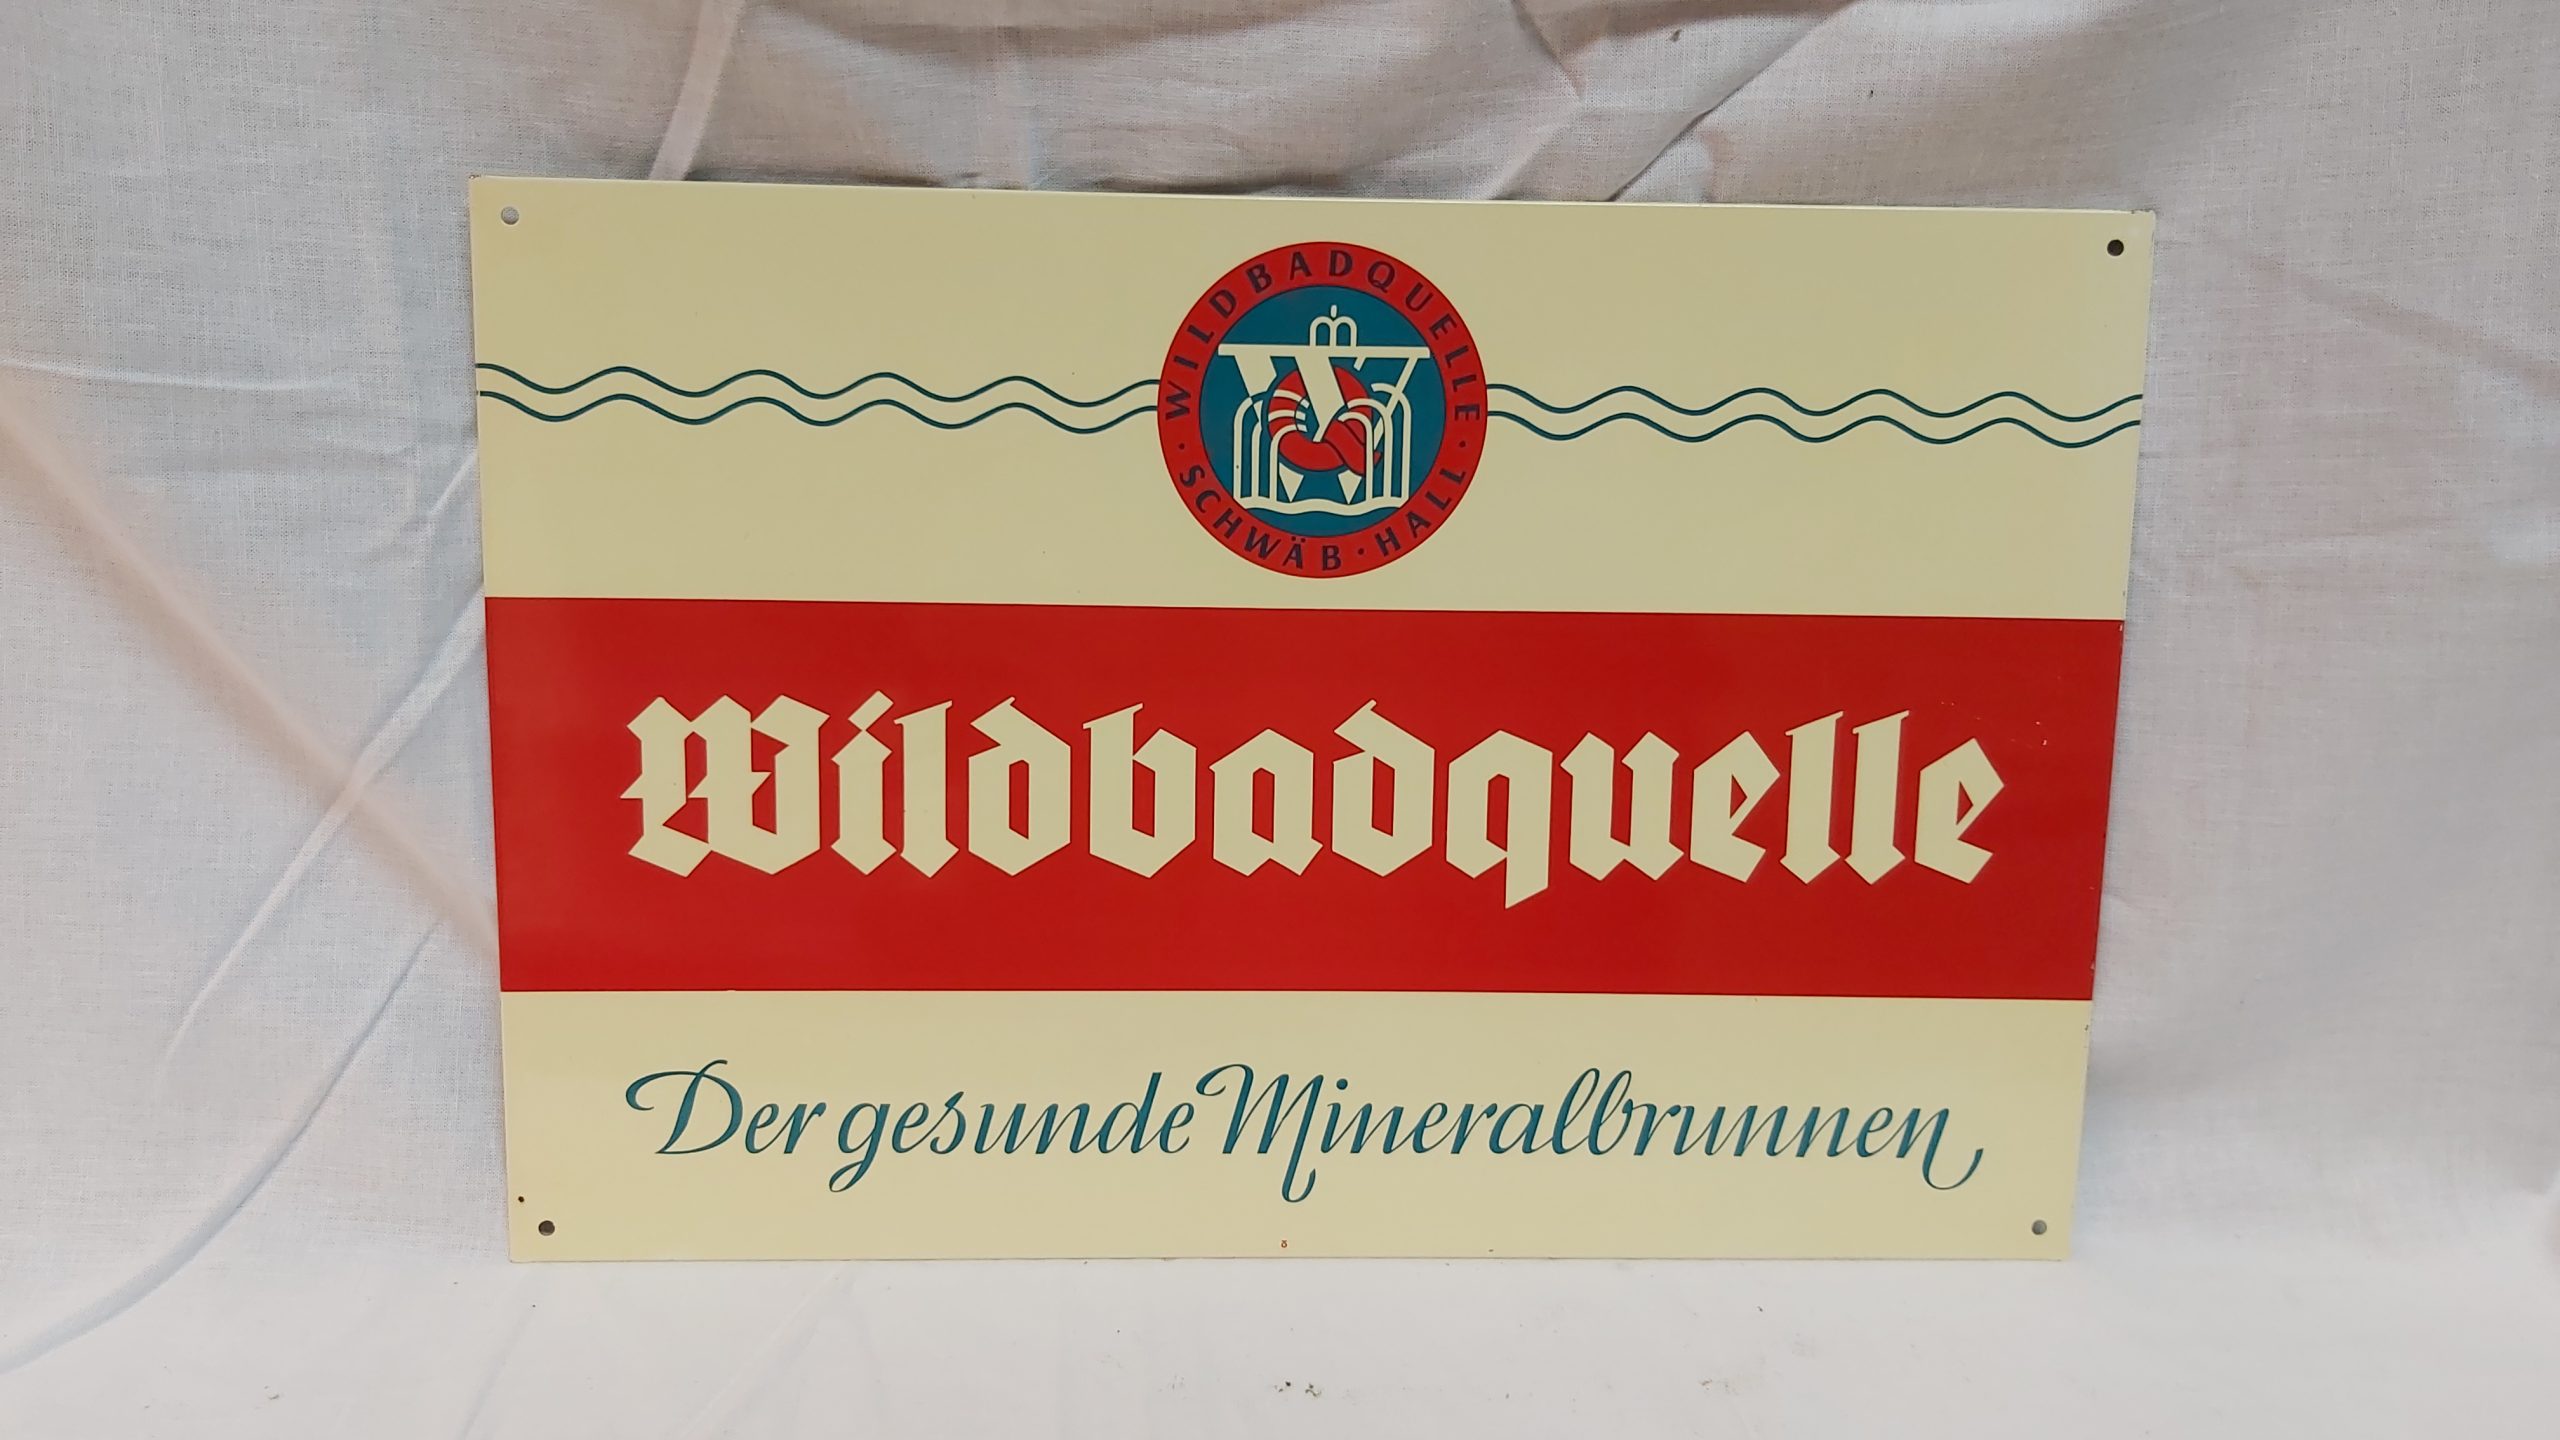 WILDBADQUELLE
· SCHWÄB · HALL ·
Wildbadquelle
Der gesunde Mineralbrunnen